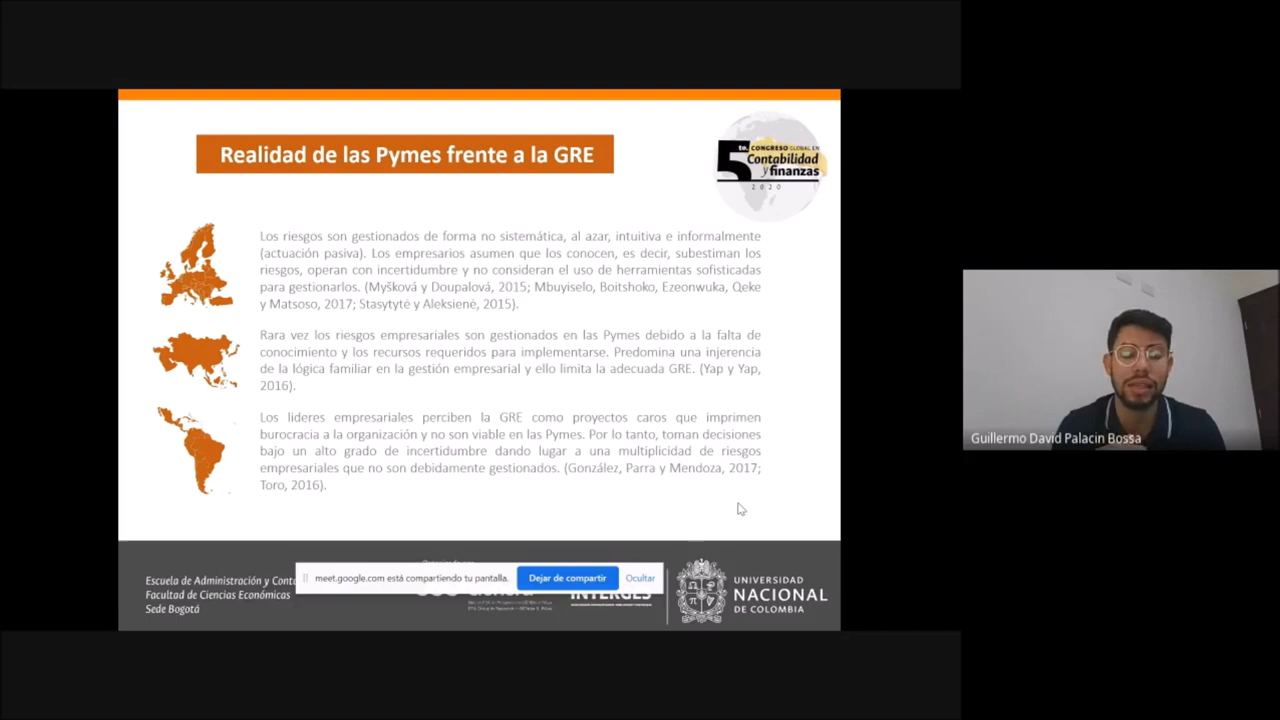 Realidad de las Pymes frente a la GRE
5to. CONGRESO GLOBAL EN
Contabilidad
y finanzas
2020
Los riesgos son gestionados de forma no sistemática, al azar, intuitiva e informalmente
(actuación pasiva). Los empresarios asumen que los conocen, es decir, subestiman los
riesgos, operan con incertidumbre y no consideran el uso de herramientas sofisticadas
para gestionarlos. (Myšková y Doupalová, 2015; Mbuyiselo, Boitshoko, Ezeonwuka, Qeke
y Matsoso, 2017; Stasytytė y Aleksienė, 2015).
Rara vez los riesgos empresariales son gestionados en las Pymes debido a la falta de
conocimiento y los recursos requeridos para implementarse. Predomina una injerencia
de la lógica familiar en la gestión empresarial y ello limita la adecuada GRE. (Yap y Yap,
2016).
Los lideres empresariales perciben la GRE como proyectos caros que imprimen
burocracia a la organización y no son viable en las Pymes. Por lo tanto, toman decisiones
bajo un alto grado de incertidumbre dando lugar a una multiplicidad de riesgos
empresariales que no son debidamente gestionados. (González, Parra y Mendoza, 2017;
Toro, 2016).
Guillermo David Palacin Bossa
Escuela de Administración y
Facultad de Ciencias Económicas
Sede Bogotá
meet.google.com está compartiendo tu pantalla.
Dejar de compartir
Ocultar
INTERGES
UNIVERSIDAD
NACIONAL
DE COLOMBIA